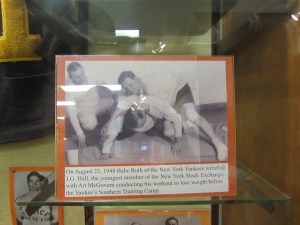 On August 25, 1948 Babe Ruth of the New York Yankees wrestled
J.G. Hall, the youngest member of the New York Stock Exchange,
with Art McGovern conducting his workout to lose weight before
the Yankee's Southern Training Camp.